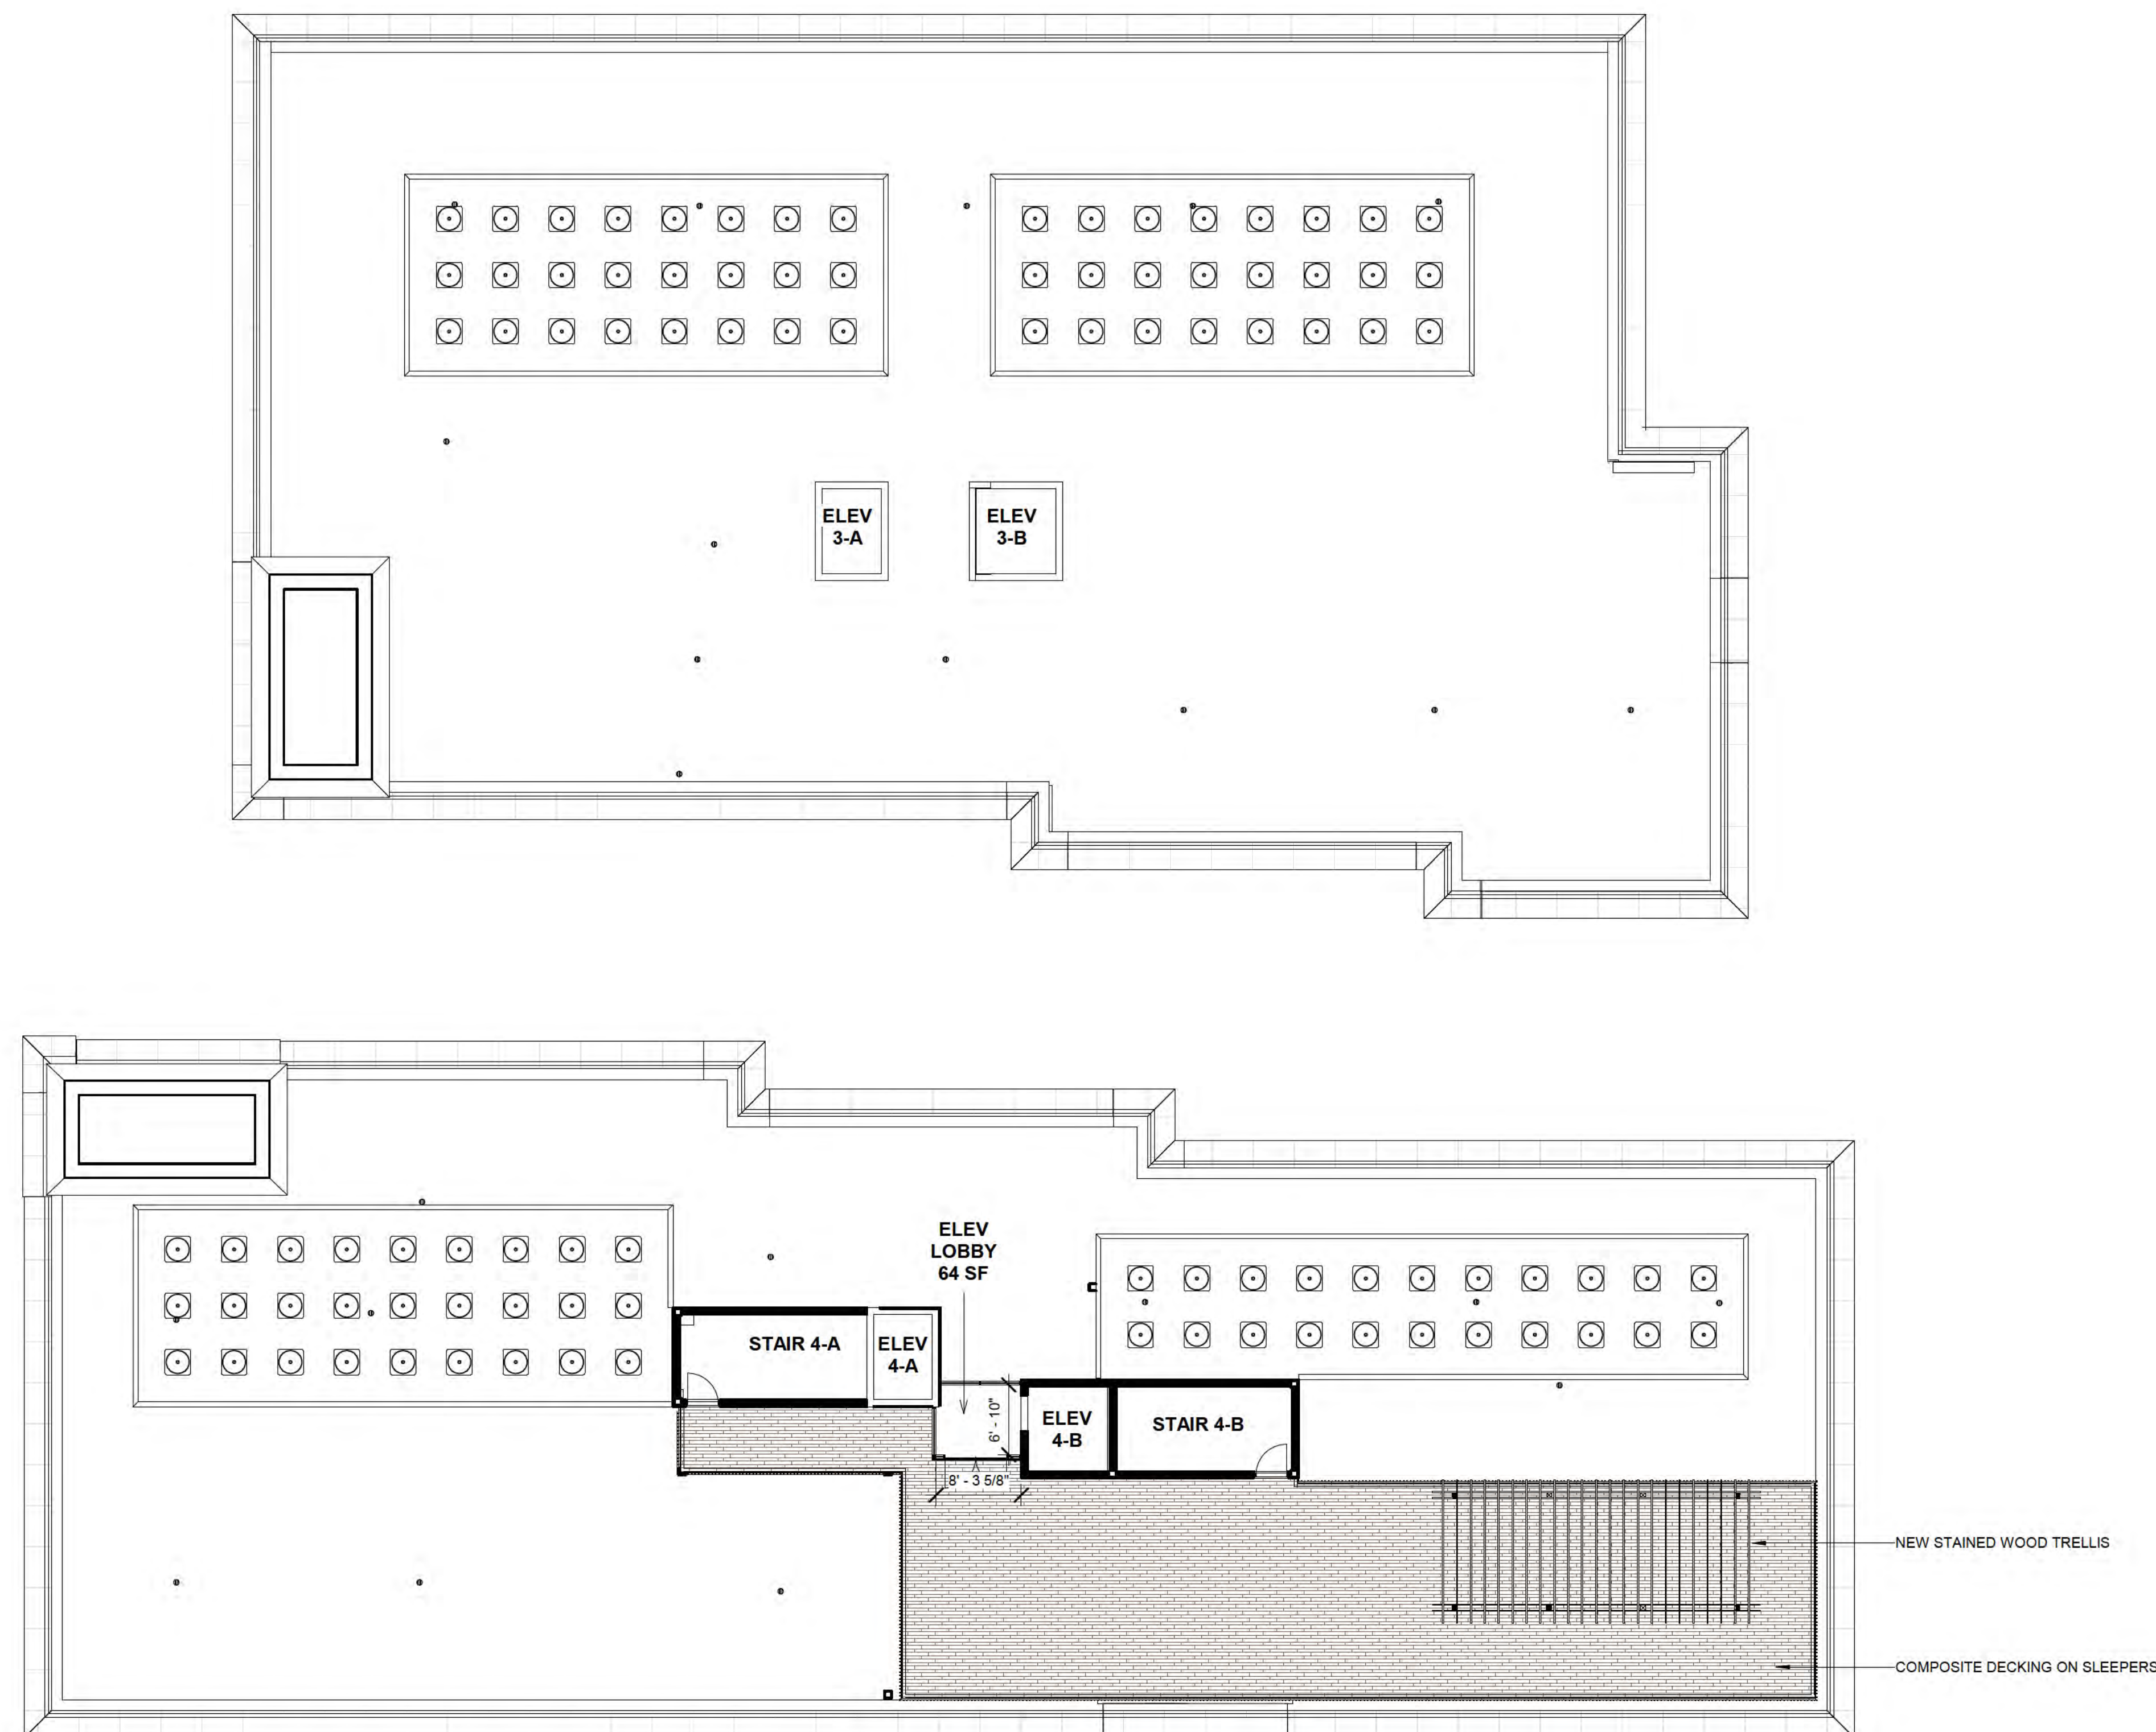 ELEV
3-A
ELEV
3-B
ELEV
LOBBY
64 SF
STAIR 4-A
ELEV
4-A
6' - 10"
ELEV
4-B
STAIR 4-B
8' - 3 5/8"
NEW STAINED WOOD TRELLIS
COMPOSITE DECKING ON SLEEPERS